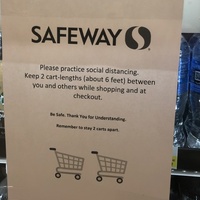 SAFEWAY
Please practice social distancing.
Keep 2 cart-lengths (about 6 feet) between
you and others while shopping and at
checkout.
Be Safe. Thank You for Understanding.
Remember to stay 2 carts apart.